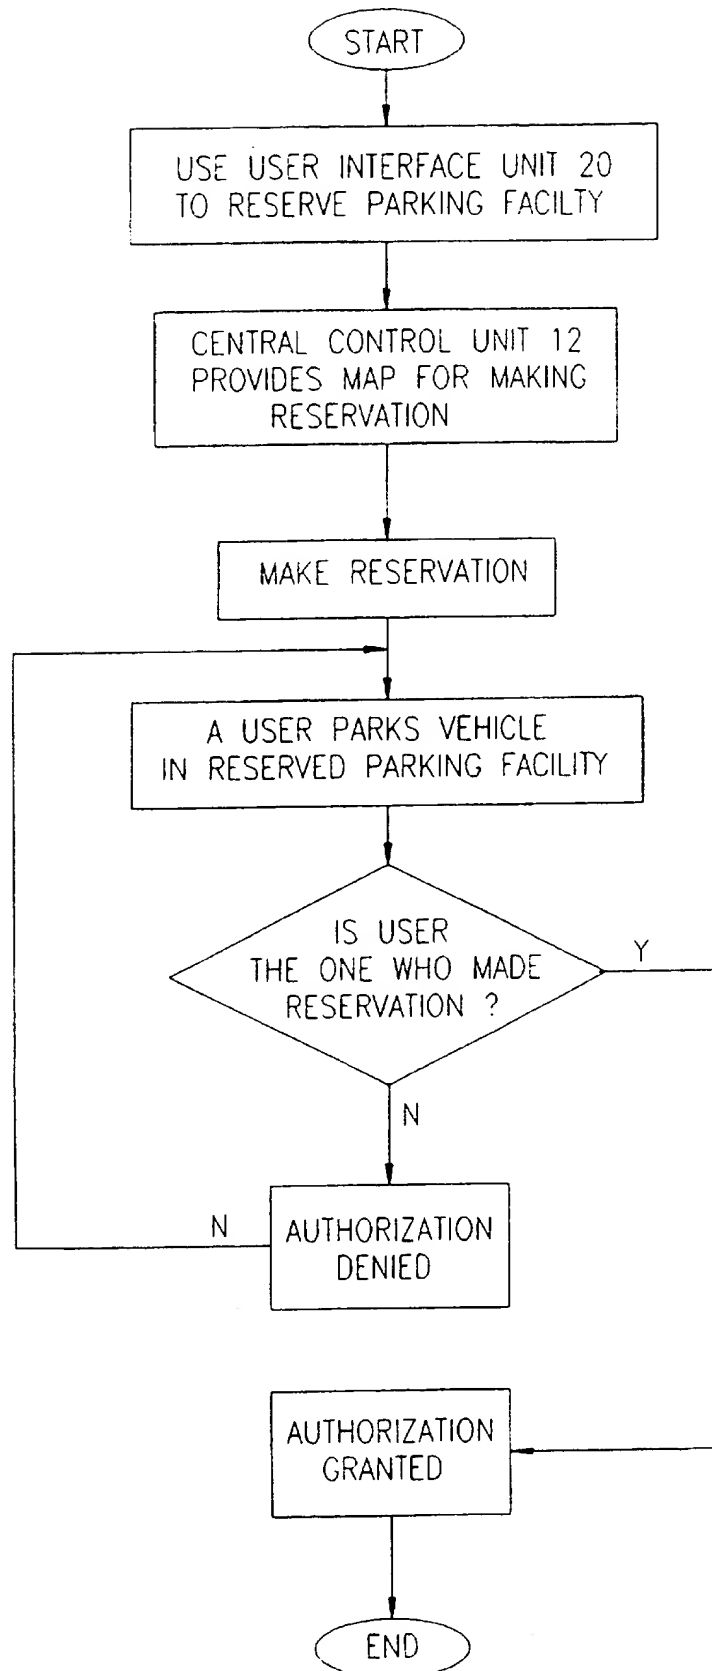 START
USE USER INTERFACE UNIT 20
TO RESERVE PARKING FACILTY
CENTRAL CONTROL UNIT 12
PROVIDES MAP FOR MAKING
RESERVATION
MAKE RESERVATION
A USER PARKS VEHICLE
IN RESERVED PARKING FACILITY
IS USER
THE ONE WHO MADE
RESERVATION ?
Y
N
N
AUTHORIZATION
DENIED
AUTHORIZATION
GRANTED
END